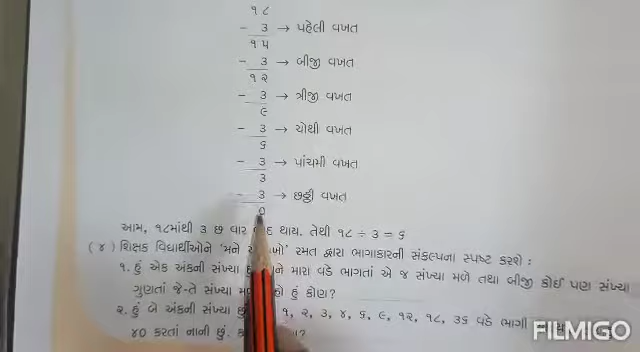 ૧૮
− ૩ → પહેલી વખત
૧૫
− ૩ → બીજી વખત
૧૨
− ૩ → ત્રીજી વખત
૯
− ૩ → ચોથી વખત
૬
− ૩ → પાંચમી વખત
૩
− ૩ → છઠ્ઠી વખત
૦
આમ, ૧૮માંથી ૩ છ વાર થાય. તેથી ૧૮ ÷ ૩ = ૬
(૪) શિક્ષક વિદ્યાર્થીઓને 'મને રમત દ્વારા ભાગાકારની સંકલ્પના સ્પષ્ટ કરશે :
૧. હું એક અંકની સંખ્યા મારા વડે ભાગતાં એ જ સંખ્યા મળે તથા બીજી કોઈ પણ સંખ્યા
ગુણતાં જે-તે સંખ્યા હું કોણ?
૨. હું બે અંકની સંખ્યા ૧, ૨, ૩, ૪, ૬, ૯, ૧૨, ૧૮, ૩૬ વડે ભાગી
૪૦ કરતાં નાની છું.
FILMIGO